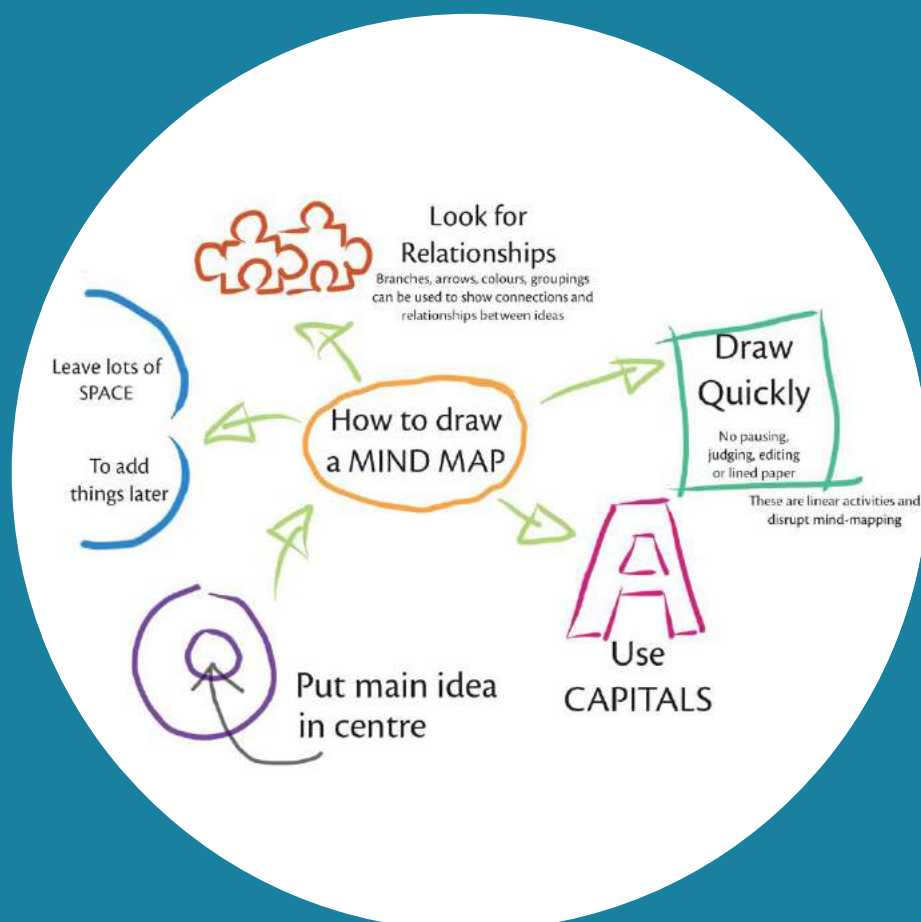 Look for
Relationships
Branches, arrows, colours, groupings
can be used to show connections and
relationships between ideas
Leave lots of
SPACE
To add
things later
How to draw
a MIND MAP
Draw
Quickly
No pausing,
judging, editing
or lined paper
These are linear activities and
disrupt mind-mapping
A
Use
CAPITALS
Put main idea
in centre